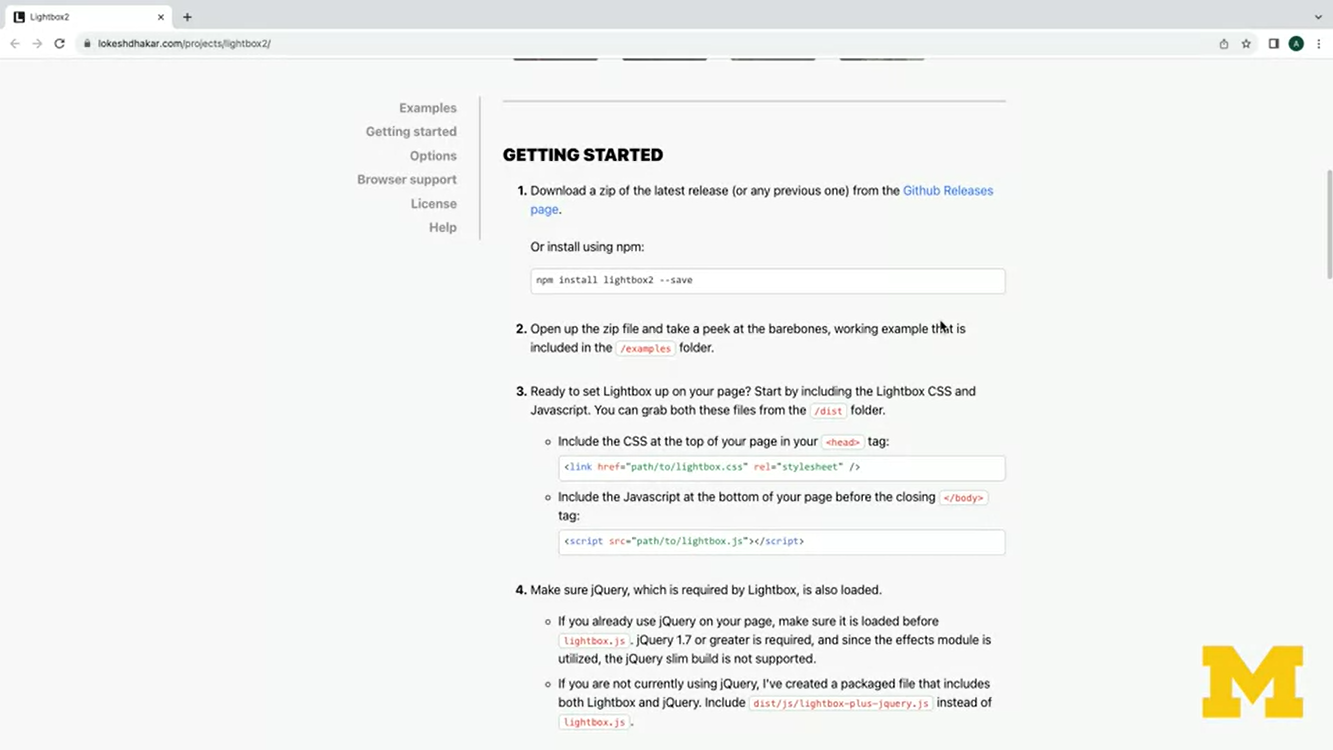 Lightbox2
lokeshdhakar.com/projects/lightbox2/
A
Examples
Getting started
Options
Browser support
License
Help
GETTING STARTED
1. Download a zip of the latest release (or any previous one) from the Github Releases
page.
Or install using npm:
npm install lightbox2 --save
2. Open up the zip file and take a peek at the barebones, working example that is
included in the /examples folder.
3. Ready to set Lightbox up on your page? Start by including the Lightbox CSS and
Javascript. You can grab both these files from the /dist folder.
Include the CSS at the top of your page in your <head> tag:
<link href="path/to/lightbox.css" rel="stylesheet" />
Include the Javascript at the bottom of your page before the closing </body>
tag:
<script src="path/to/lightbox.js"></script>
4. Make sure jQuery, which is required by Lightbox, is also loaded.
If you already use jQuery on your page, make sure it is loaded before
lightbox.js. jQuery 1.7 or greater is required, and since the effects module is
utilized, the jQuery slim build is not supported.
If you are not currently using jQuery, I've created a packaged file that includes
both Lightbox and jQuery. Include dist/js/lightbox-plus-jquery.js instead of
lightbox.js.
M